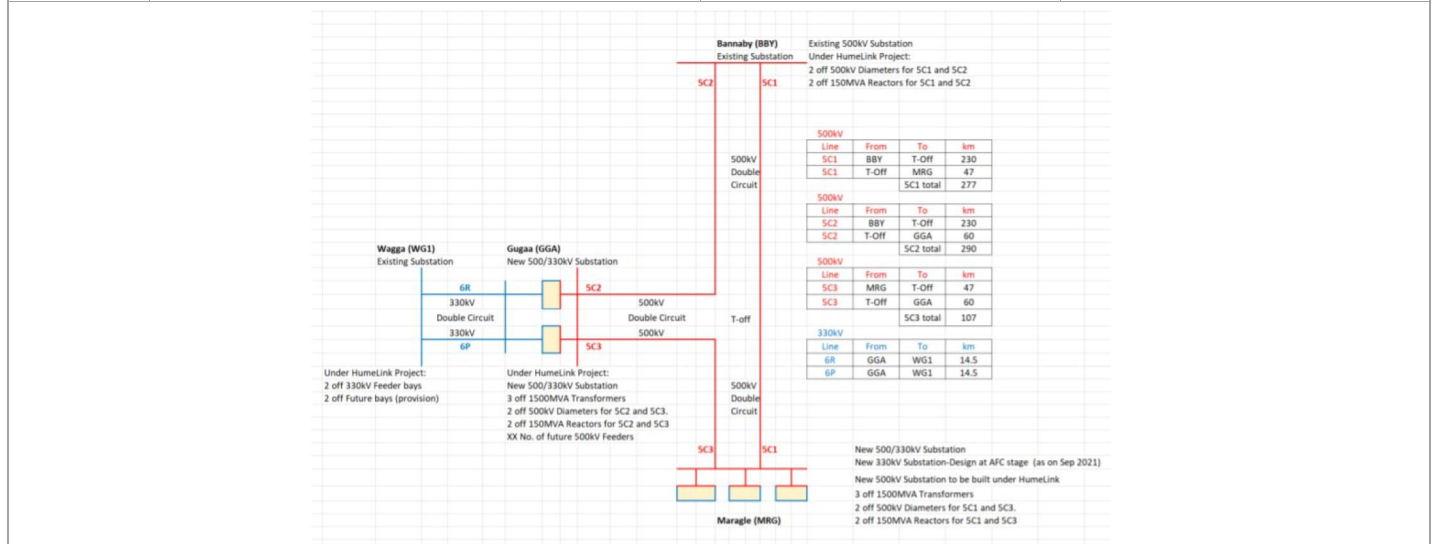 Bannaby (BBY)
Existing Substation
Existing 500kV Substation
Under HumeLink Project:
2 off 500kV Diameters for 5C1 and 5C2
2 off 150MVA Reactors for 5C1 and 5C2
5C2
5C1
500kV
Double
Circuit
500kV
Line From To km
5C1 BBY T-Off 230
5C1 T-Off MRG 47
5C1 total 277
500kV
Line From To km
5C2 BBY T-Off 230
5C2 T-Off GGA 60
5C2 total 290
500kV
Line From To km
5C3 MRG T-Off 47
5C3 T-Off GGA 60
5C3 total 107
330kV
Line From To km
6R GGA WG1 14.5
6P GGA WG1 14.5
Wagga (WG1)
Existing Substation
Gugaa (GGA)
New 500/330kV Substation
6R
330kV
Double Circuit
330kV
6P
5C2
500kV
Double Circuit
500kV
5C3
T-off
Under HumeLink Project:
2 off 330kV Feeder bays
2 off Future bays (provision)
Under HumeLink Project:
New 500/330kV Substation
3 off 1500MVA Transformers
2 off 500kV Diameters for 5C2 and 5C3.
2 off 150MVA Reactors for 5C2 and 5C3
XX No. of future 500kV Feeders
500kV
Double
Circuit
5C3
5C1
Maragle (MRG)
New 500/330kV Substation
New 330kV Substation-Design at AFC stage (as on Sep 2021)
New 500kV Substation to be built under HumeLink
3 off 1500MVA Transformers
2 off 500kV Diameters for 5C1 and 5C3.
2 off 150MVA Reactors for 5C1 and 5C3